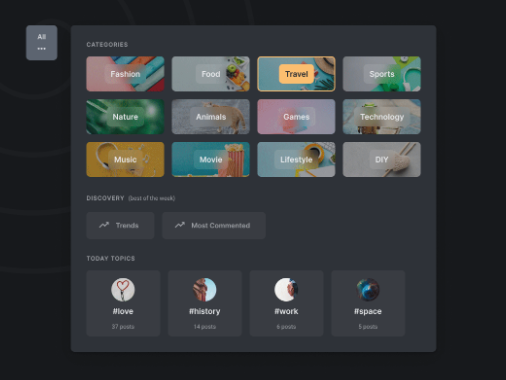 All
CATEGORIES
Fashion
Food
Travel
Sports
Nature
Animals
Games
Technology
Music
Movie
Lifestyle
DIY
DISCOVERY (best of the week)
Trends
Most Commented
TODAY TOPICS
#love
#history
#work
#space
37 posts
14 posts
6 posts
5 posts